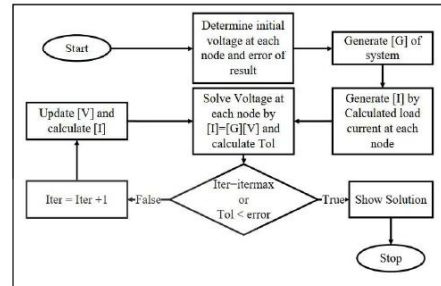 Start
Determine initial
voltage at each
node and error of
result
Generate [G] of
system
Generate [I] by
Calculated load
current at each
node
Solve Voltage at
each node by
[I]=[G][V] and
calculate Tol
Update [V] and
calculate [I]
Iter = Iter +1
False
Iter=itermax
or
Tol < error
True
Show Solution
Stop